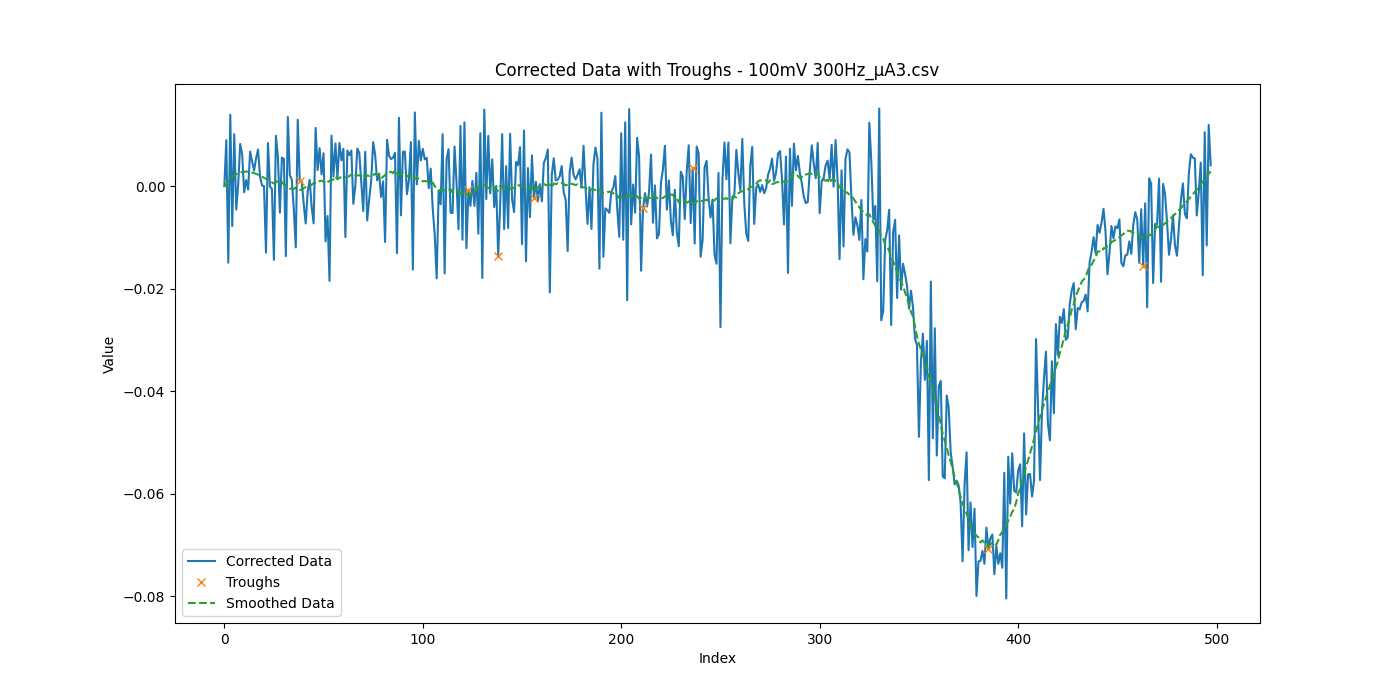 Corrected Data with Troughs - 100mV 300Hz_μA3.csv
Value
0.00
−0.02
−0.04
−0.06
−0.08
Corrected Data
Troughs
Smoothed Data
0 100 200 300 400 500
Index